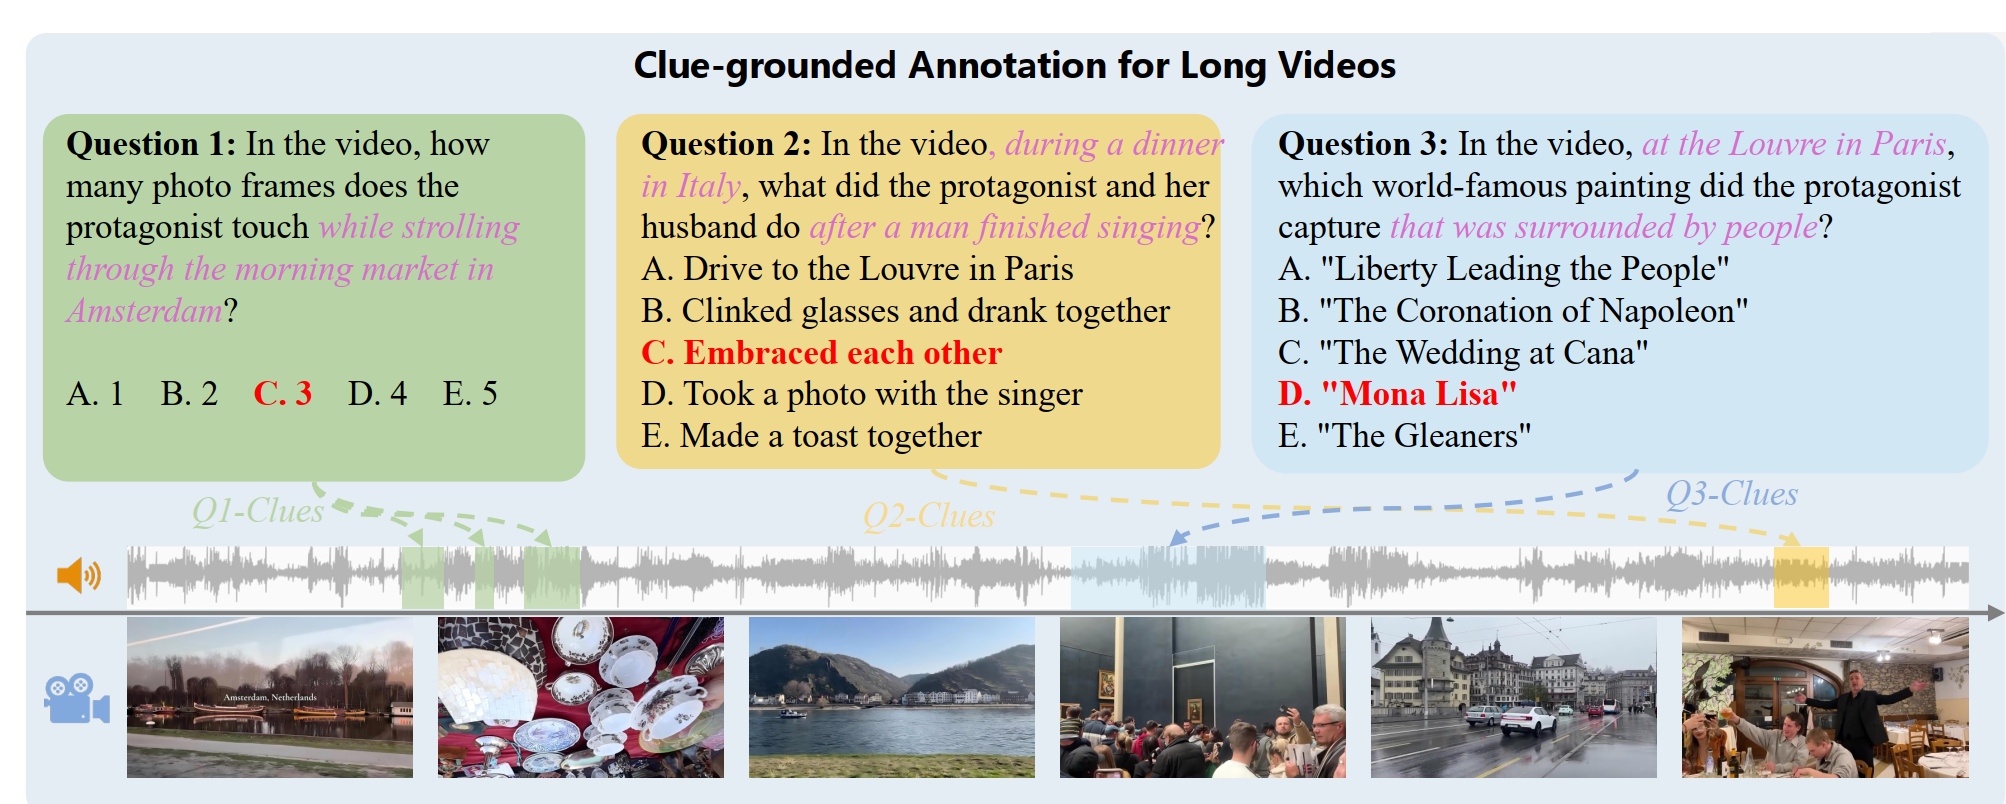 Clue-grounded Annotation for Long Videos
Question 1: In the video, how
many photo frames does the
protagonist touch while strolling
through the morning market in
Amsterdam?
A. 1 B. 2 C. 3 D. 4 E. 5
Question 2: In the video, during a dinner
in Italy, what did the protagonist and her
husband do after a man finished singing?
A. Drive to the Louvre in Paris
B. Clinked glasses and drank together
C. Embraced each other
D. Took a photo with the singer
E. Made a toast together
Question 3: In the video, at the Louvre in Paris,
which world-famous painting did the protagonist
capture that was surrounded by people?
A. "Liberty Leading the People"
B. "The Coronation of Napoleon"
C. "The Wedding at Cana"
D. "Mona Lisa"
E. "The Gleaners"
Q1-Clues
Q2-Clues
Q3-Clues
Amsterdam, Netherlands